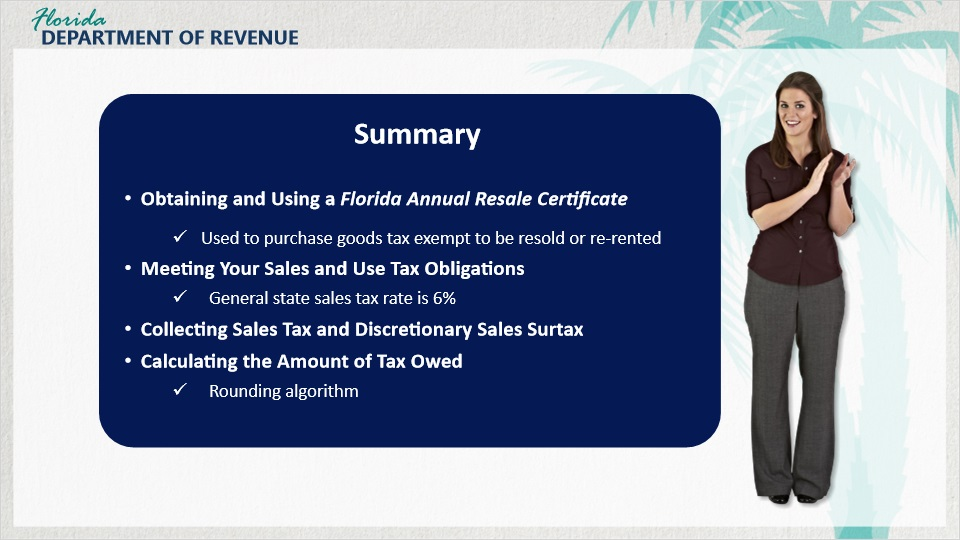 Florida
DEPARTMENT OF REVENUE
Summary
• Obtaining and Using a Florida Annual Resale Certificate
✓ Used to purchase goods tax exempt to be resold or re-rented
• Meeting Your Sales and Use Tax Obligations
✓ General state sales tax rate is 6%
• Collecting Sales Tax and Discretionary Sales Surtax
• Calculating the Amount of Tax Owed
✓ Rounding algorithm